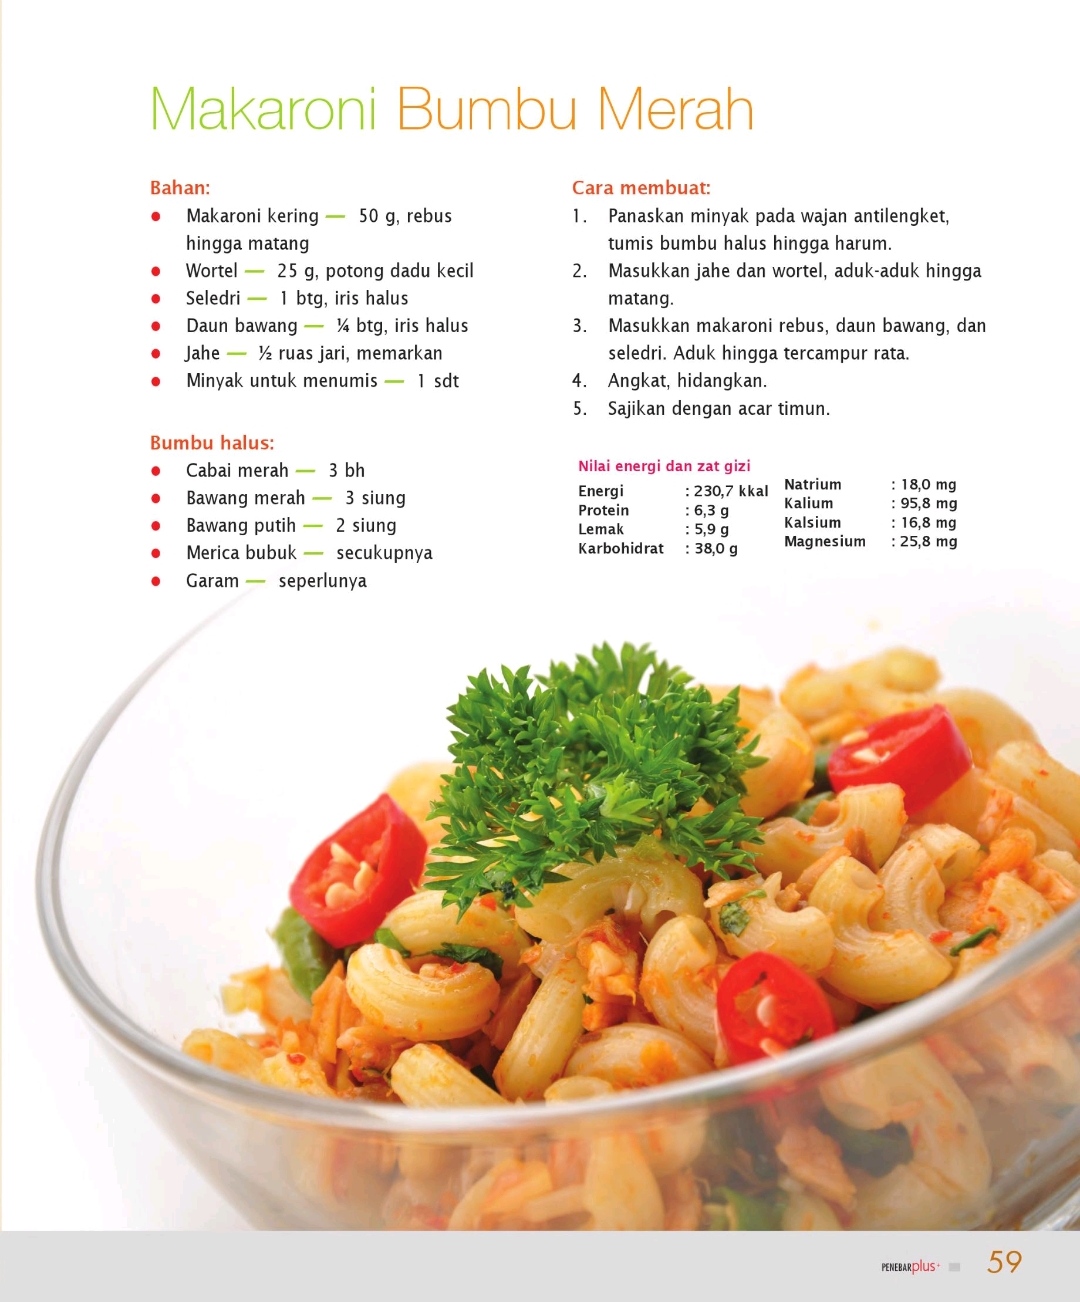 Makaroni Bumbu Merah
Bahan:
• Makaroni kering — 50 g, rebus
hingga matang
• Wortel — 25 g, potong dadu kecil
• Seledri — 1 btg, iris halus
• Daun bawang — ¼ btg, iris halus
• Jahe — ½ ruas jari, memarkan
• Minyak untuk menumis — 1 sdt
Bumbu halus:
• Cabai merah — 3 bh
• Bawang merah — 3 siung
• Bawang putih — 2 siung
• Merica bubuk — secukupnya
• Garam — seperlunya
Cara membuat:
1. Panaskan minyak pada wajan antilengket,
tumis bumbu halus hingga harum.
2. Masukkan jahe dan wortel, aduk-aduk hingga
matang.
3. Masukkan makaroni rebus, daun bawang, dan
seledri. Aduk hingga tercampur rata.
4. Angkat, hidangkan.
5. Sajikan dengan acar timun.
Nilai energi dan zat gizi
Energi : 230,7 kkal
Protein : 6,3 g
Lemak : 5,9 g
Karbohidrat : 38,0 g
Natrium : 18,0 mg
Kalium : 95,8 mg
Kalsium : 16,8 mg
Magnesium : 25,8 mg
PENEBARplus+ 59